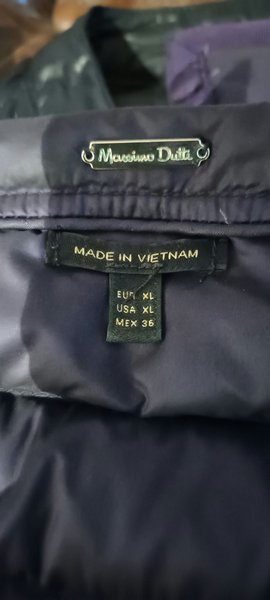 Massimo Dutti
MADE IN VIETNAM
EUR XL
USA XL
MEX 36